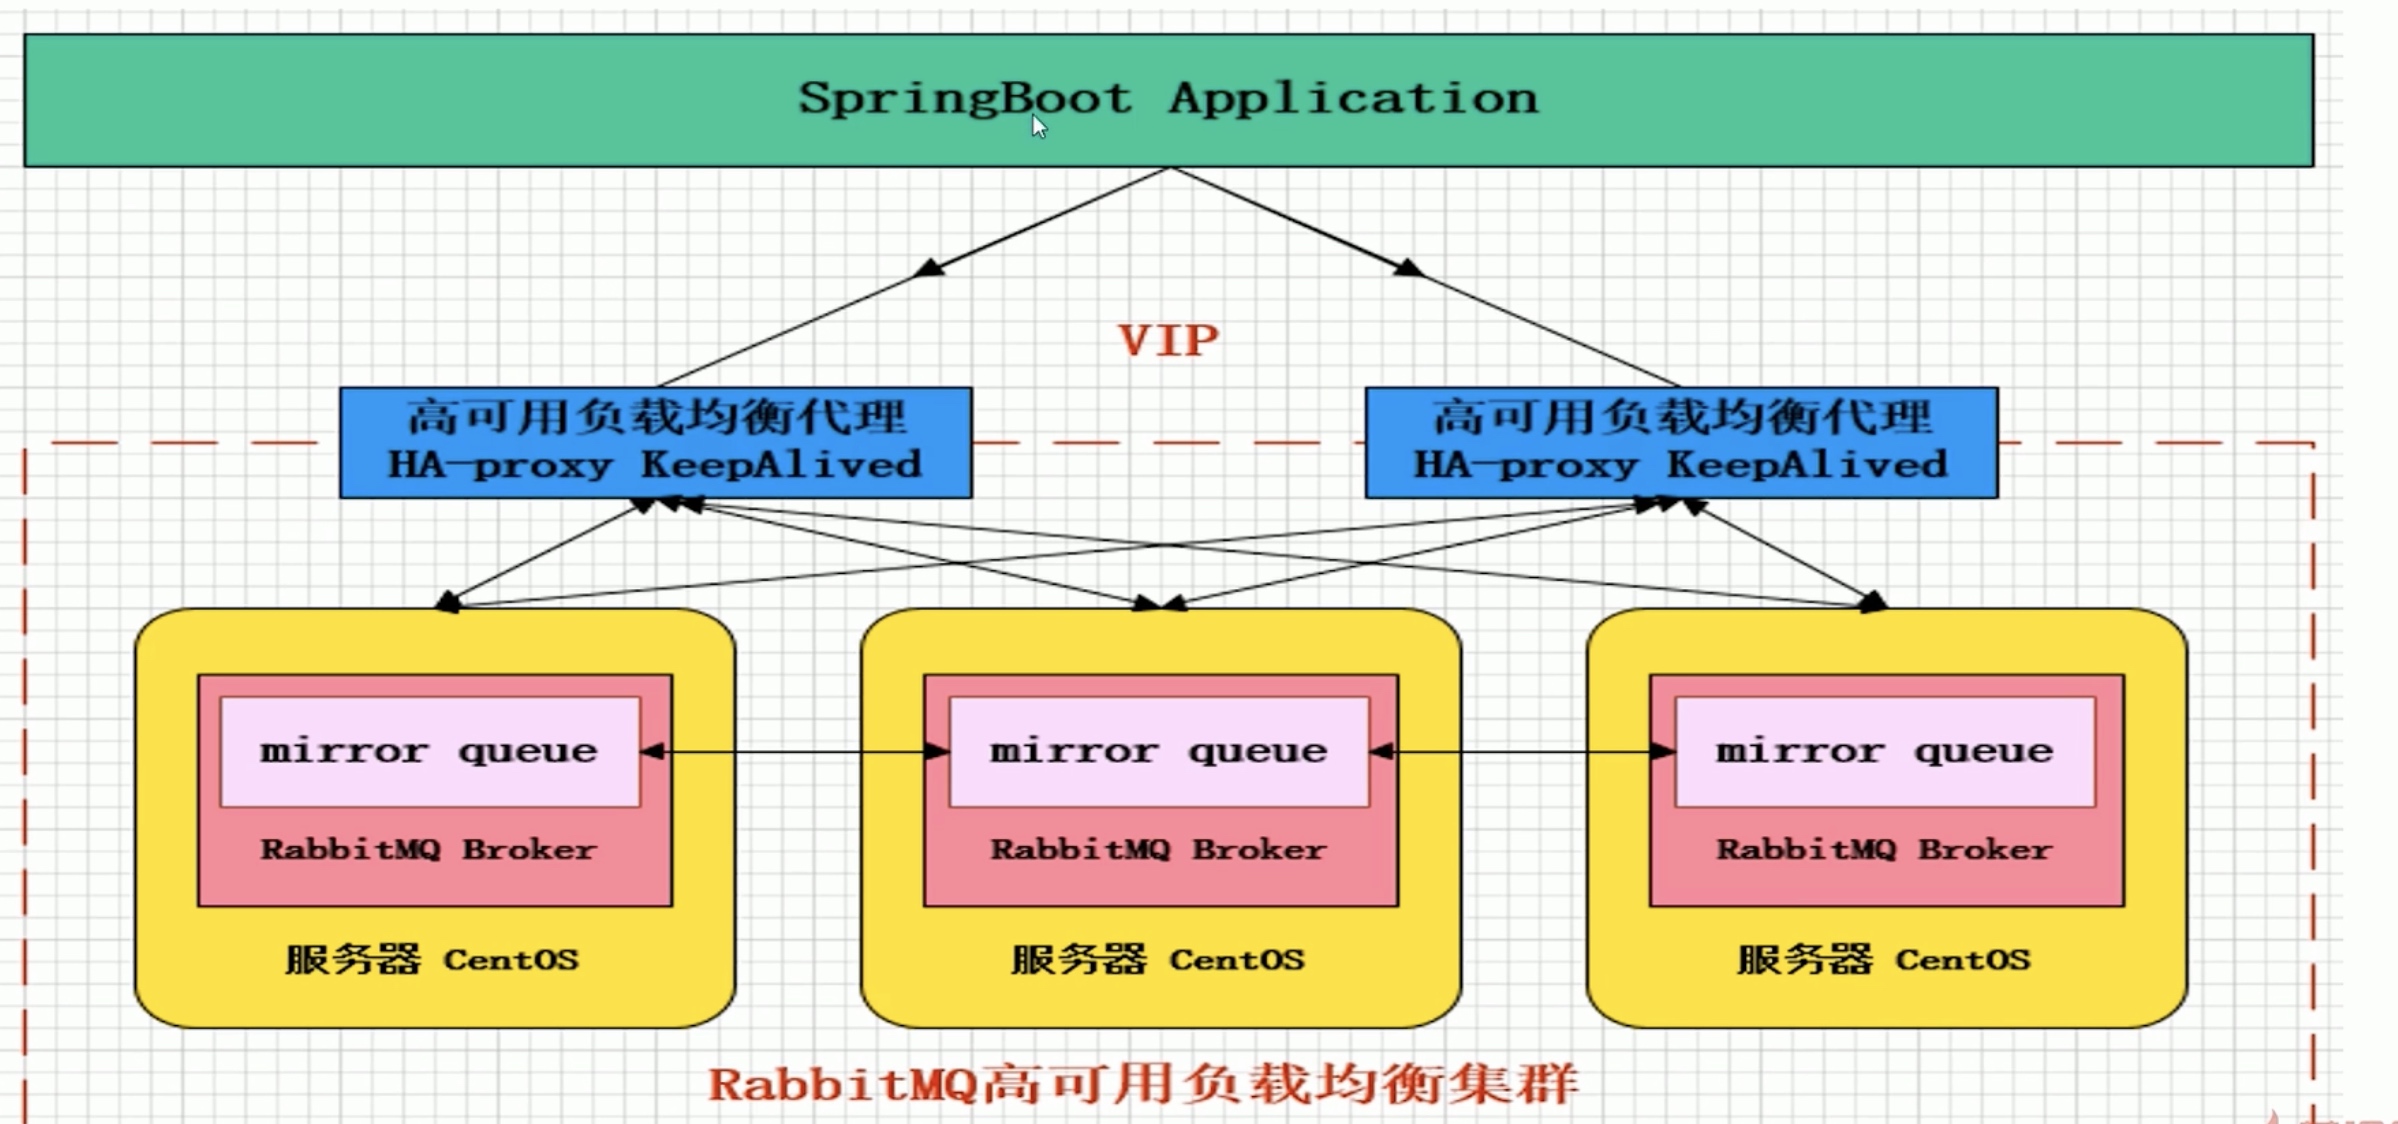 SpringBoot Application
VIP
高可用负载均衡代理
HA-proxy KeepAlived
高可用负载均衡代理
HA-proxy KeepAlived
mirror queue
RabbitMQ Broker
服务器 CentOS
mirror queue
RabbitMQ Broker
服务器 CentOS
mirror queue
RabbitMQ Broker
服务器 CentOS
RabbitMQ高可用负载均衡集群